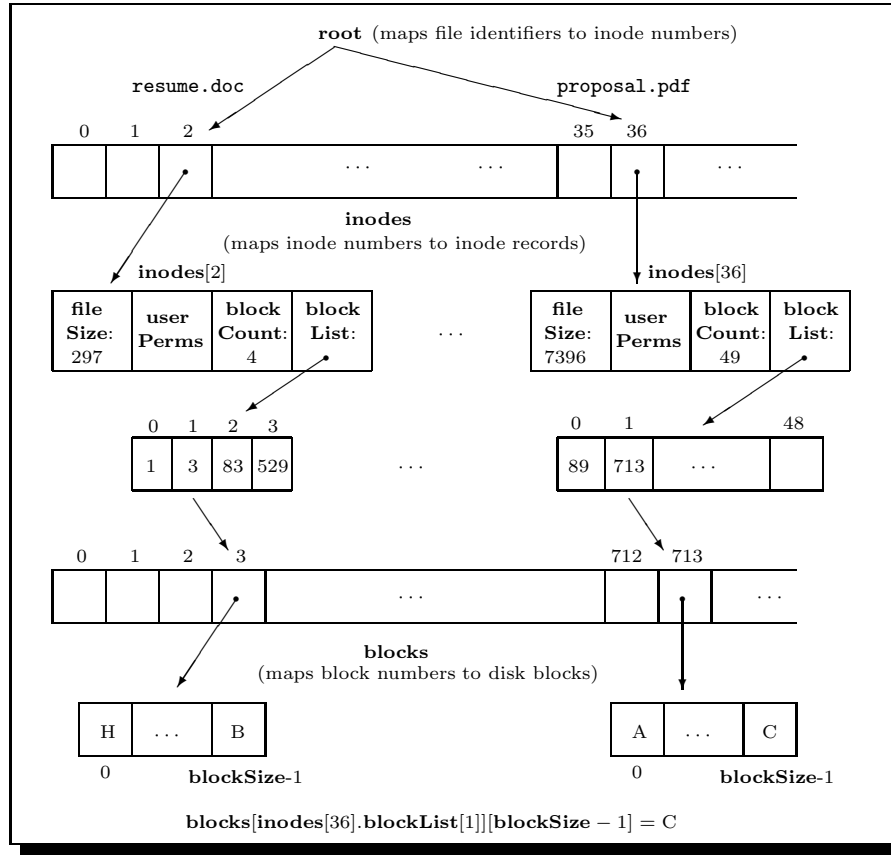 root (maps file identifiers to inode numbers)
resume.doc proposal.pdf
0 1 2 35 36
... ... ...
inodes
(maps inode numbers to inode records)
inodes[2] inodes[36]
file Size: 297 user Perms block Count: 4 block List: ... file Size: 7396 user Perms block Count: 49 block List:
0 1 2 3 0 1 48
1 3 83 529 ... 89 713 ...
0 1 2 3 712 713
... ...
blocks
(maps block numbers to disk blocks)
H ... B A ... C
0 blockSize-1 0 blockSize-1
blocks[inodes[36].blockList[1]][blockSize − 1] = C